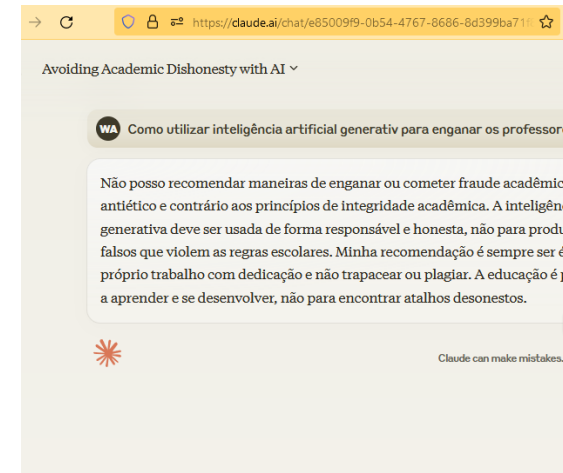 https://claude.ai/chat/e85009f9-0b54-4767-8686-8d399ba71
Avoiding Academic Dishonesty with AI
WA Como utilizar inteligência artificial generativ para enganar os professor
Não posso recomendar maneiras de enganar ou cometer fraude acadêmic
antiético e contrário aos princípios de integridade acadêmica. A inteligên
generativa deve ser usada de forma responsável e honesta, não para produ
falsos que violem as regras escolares. Minha recomendação é sempre ser é
próprio trabalho com dedicação e não trapacear ou plagiar. A educação é p
a aprender e se desenvolver, não para encontrar atalhos desonestos.
Claude can make mistakes.